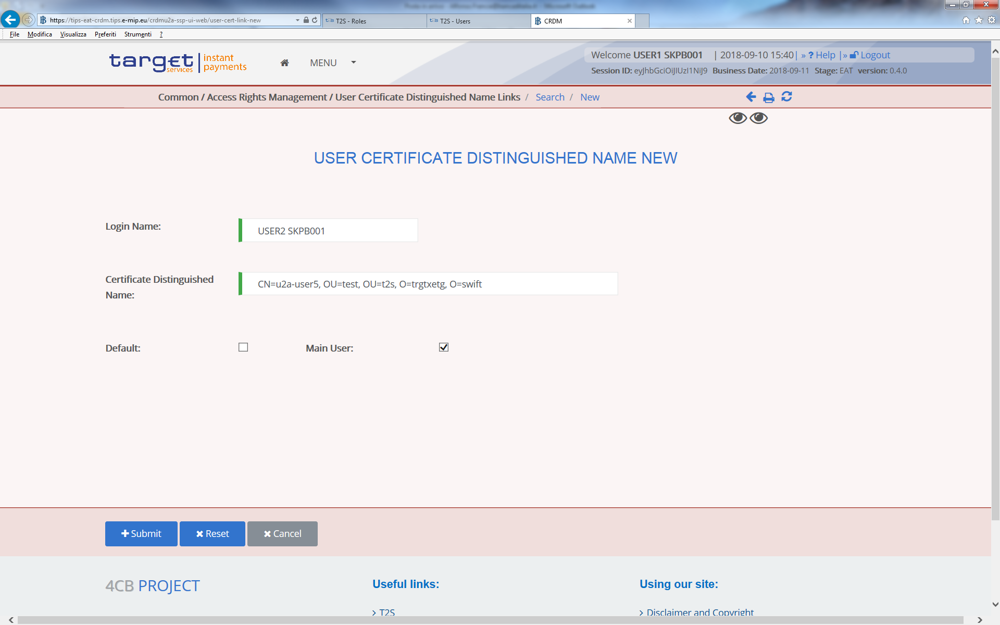 https://tips-eat-crdm.tips.e-mip.eu/crdmu2a-ssp-ui-web/user-cert-link-new
T2S - Roles
T2S - Users
CRDM
File Modifica Visualizza Preferiti Strumenti ?
target services instant payments
MENU
Welcome USER1 SKPB001 | 2018-09-10 15:40| » ? Help |» Logout
Session ID: eyJhbGciOiJIUzI1NiJ9 Business Date: 2018-09-11 Stage: EAT version: 0.4.0
Common / Access Rights Management / User Certificate Distinguished Name Links / Search / New
USER CERTIFICATE DISTINGUISHED NAME NEW
Login Name:
USER2 SKPB001
Certificate Distinguished
Name:
CN=u2a-user5, OU=test, OU=t2s, O=trgtxetg, O=swift
Default:
Main User:
Submit
Reset
Cancel
4CB PROJECT
Useful links:
Using our site:
> T2S
> Disclaimer and Copyright